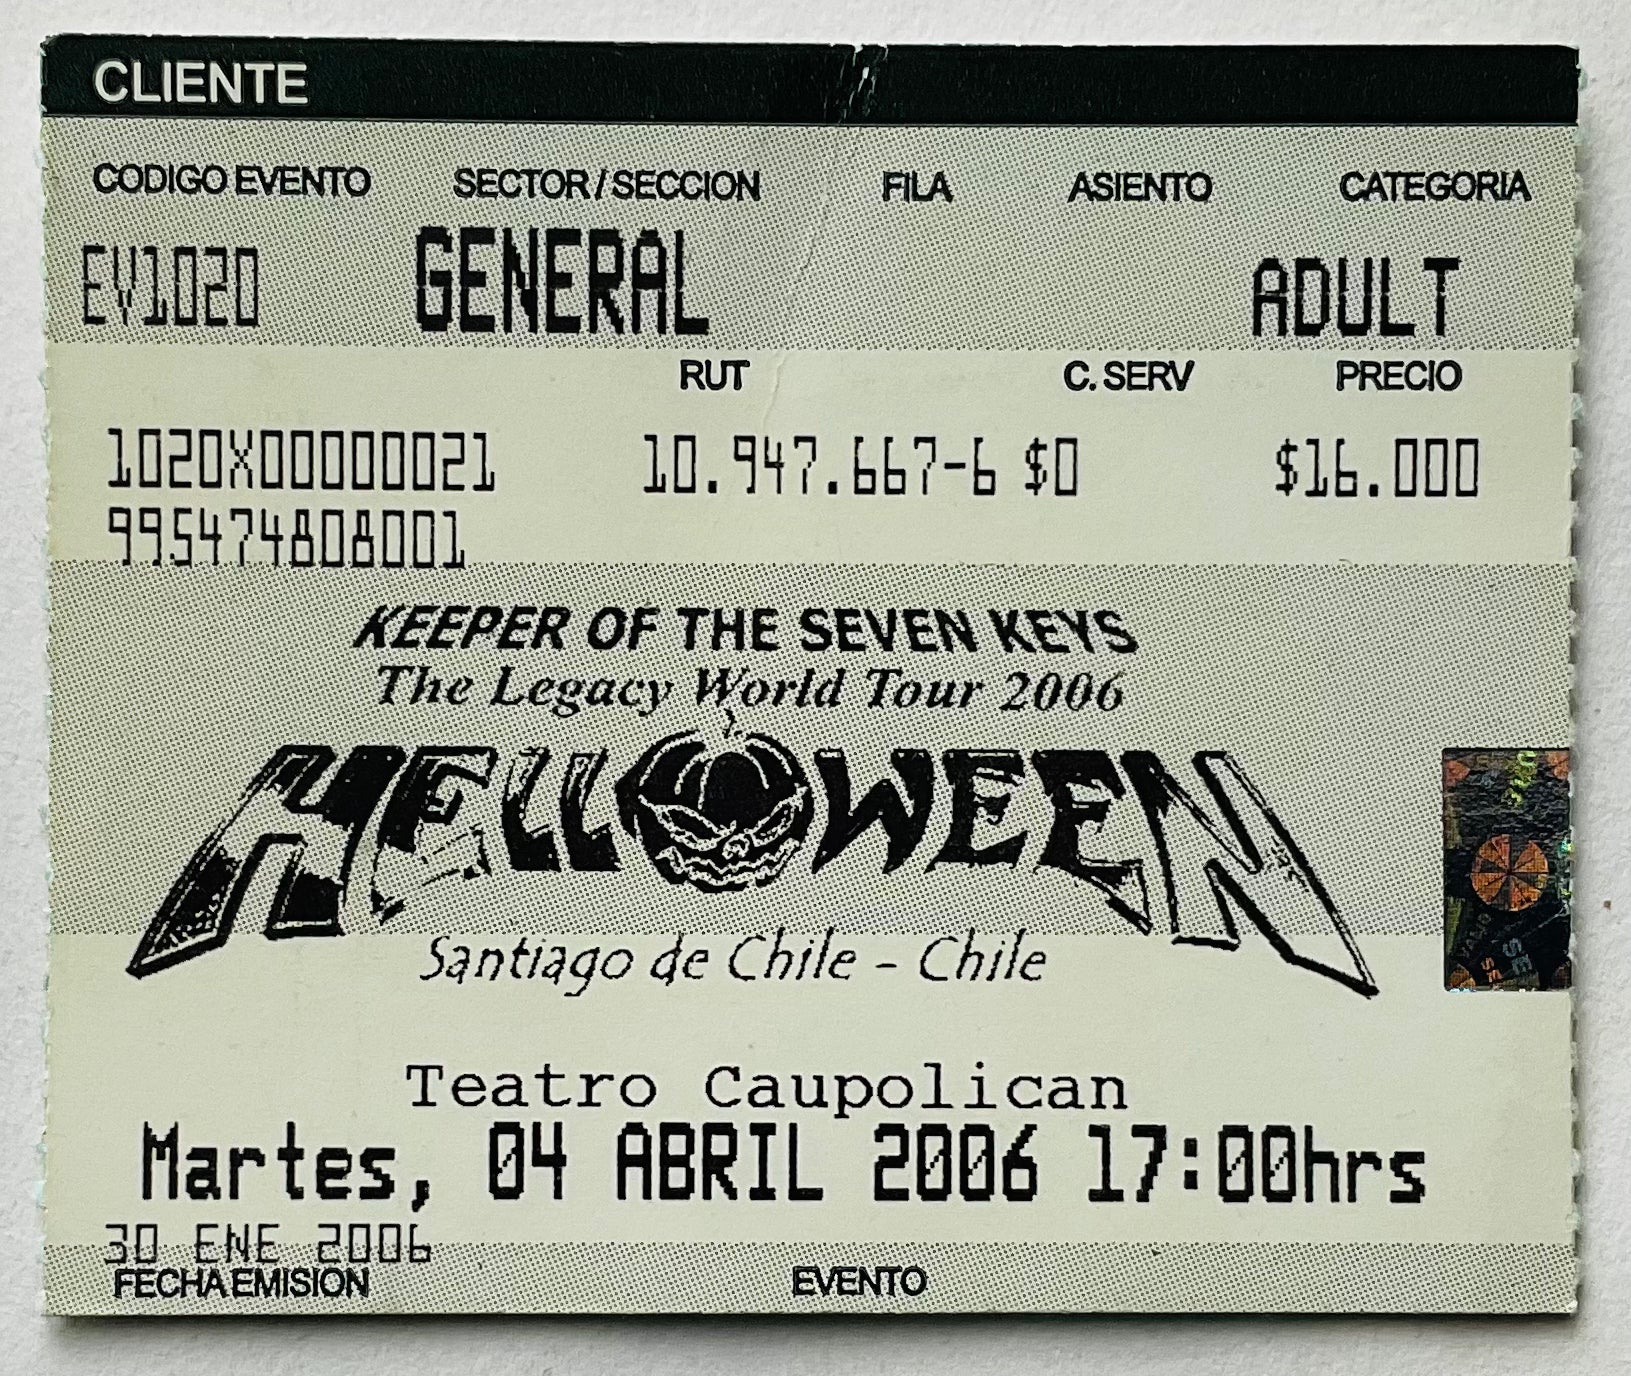 CLIENTE
CODIGO EVENTO SECTOR / SECCION FILA ASIENTO CATEGORIA
EV1020 GENERAL ADULT
RUT C. SERV PRECIO
1020X00000021 10.947.667-6 $0 $16.000
995474808001
KEEPER OF THE SEVEN KEYS
The Legacy World Tour 2006
HELLOWEEN
Santiago de Chile - Chile
Teatro Caupolican
Martes, 04 ABRIL 2006 17:00hrs
30 ENE 2006
FECHA EMISION EVENTO